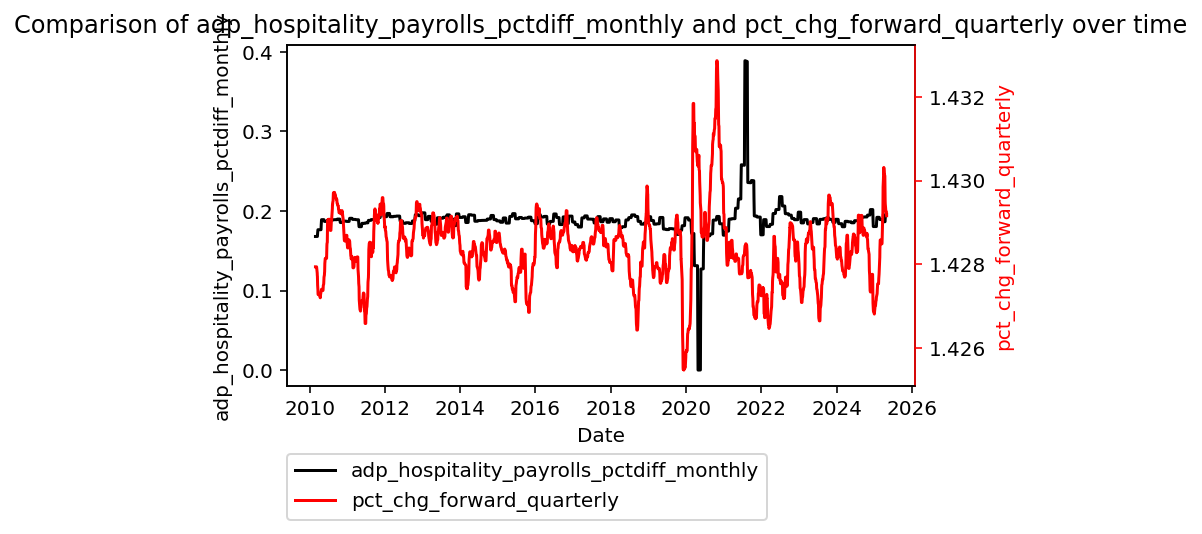 Comparison of adp_hospitality_payrolls_pctdiff_monthly and pct_chg_forward_quarterly over time
adp_hospitality_payrolls_pctdiff_monthly
0.4
0.3
0.2
0.1
0.0
1.432
1.430
1.428
1.426
pct_chg_forward_quarterly
2010 2012 2014 2016 2018 2020 2022 2024 2026
Date
adp_hospitality_payrolls_pctdiff_monthly
pct_chg_forward_quarterly